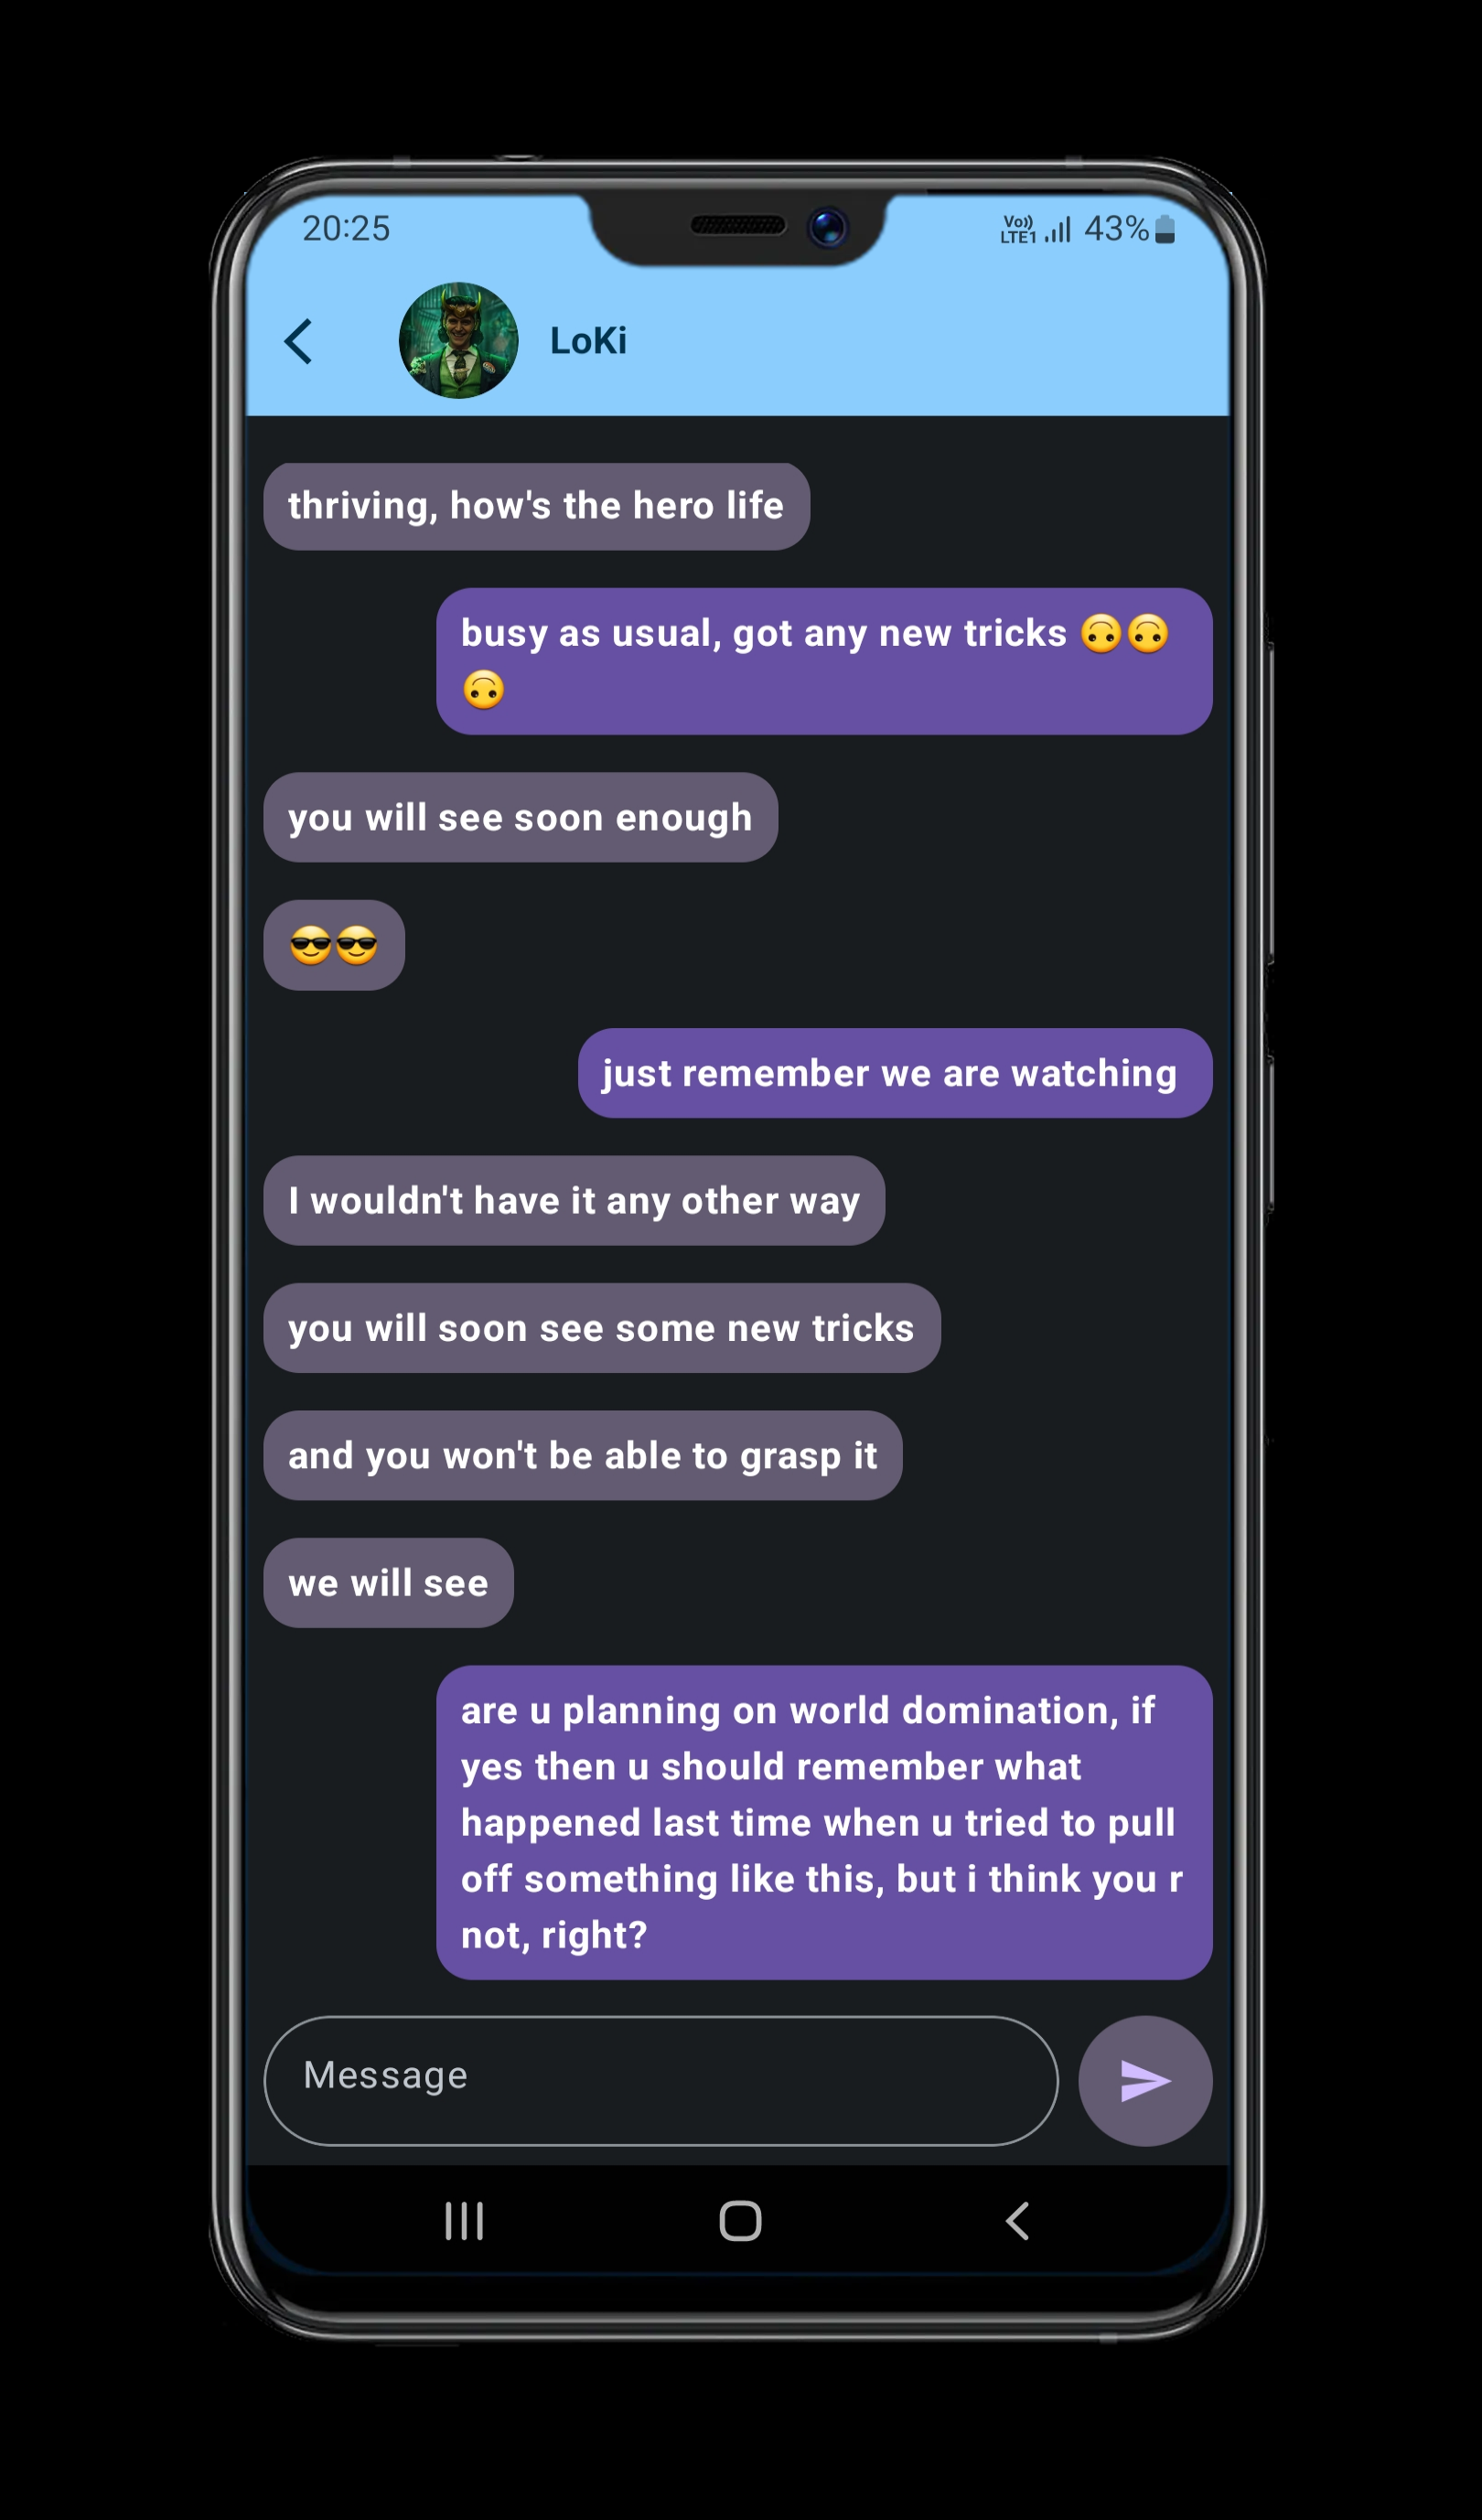 20:25
Vo)) LTE1 43%
LoKi
thriving, how's the hero life
busy as usual, got any new tricks 🙃🙃
🙃
you will see soon enough
😎😎
just remember we are watching
I wouldn't have it any other way
you will soon see some new tricks
and you won't be able to grasp it
we will see
are u planning on world domination, if
yes then u should remember what
happened last time when u tried to pull
off something like this, but i think you r
not, right?
Message